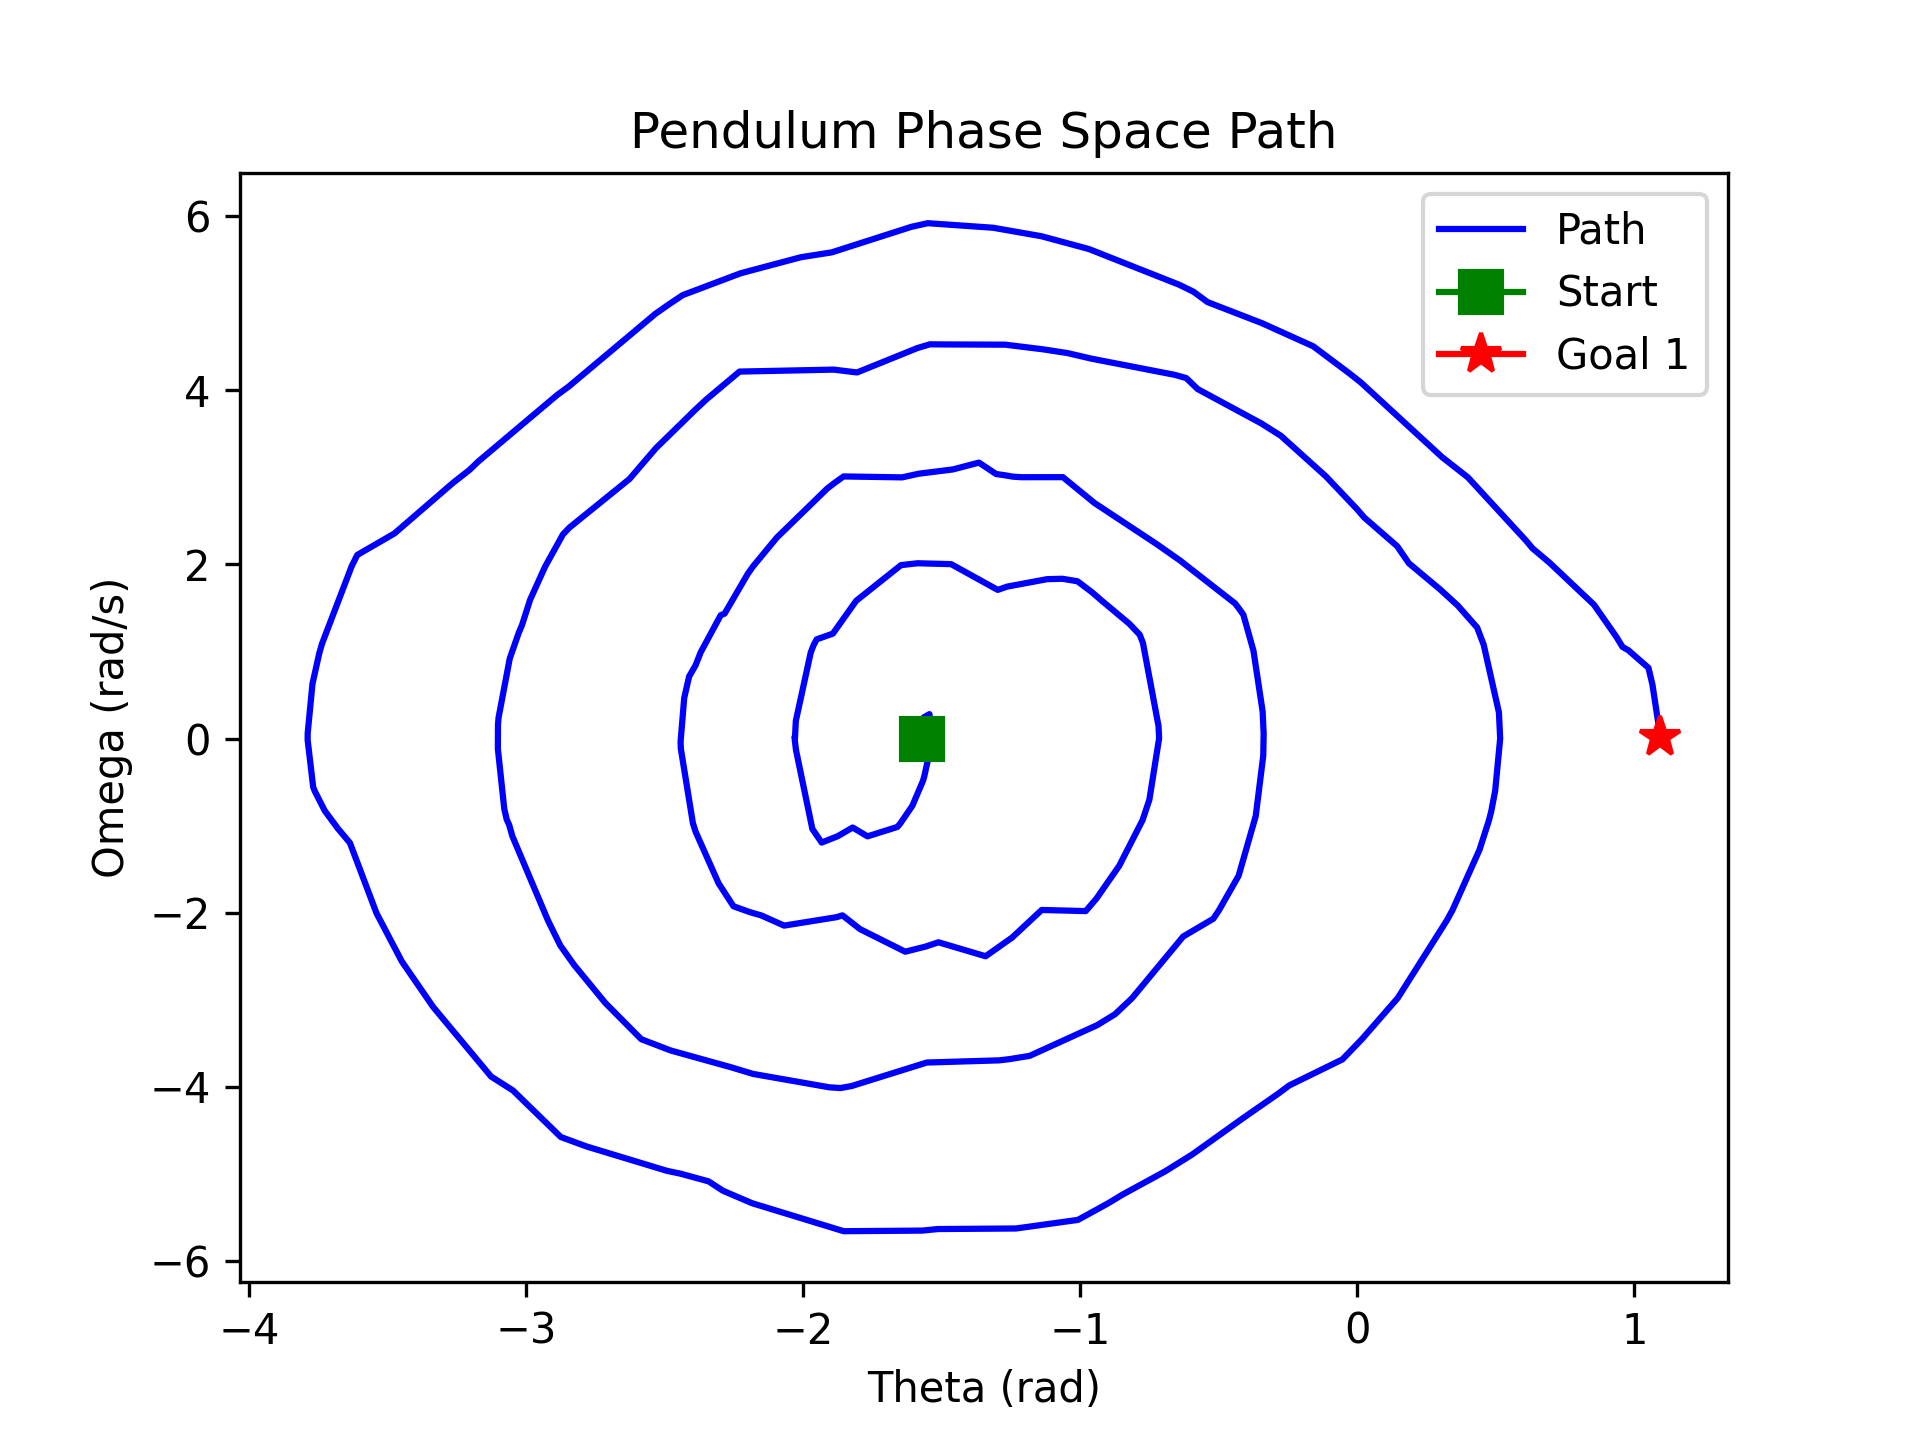 Pendulum Phase Space Path
Path
Start
Goal 1
6
4
2
0
−2
−4
−6
Omega (rad/s)
−4 −3 −2 −1 0 1
Theta (rad)